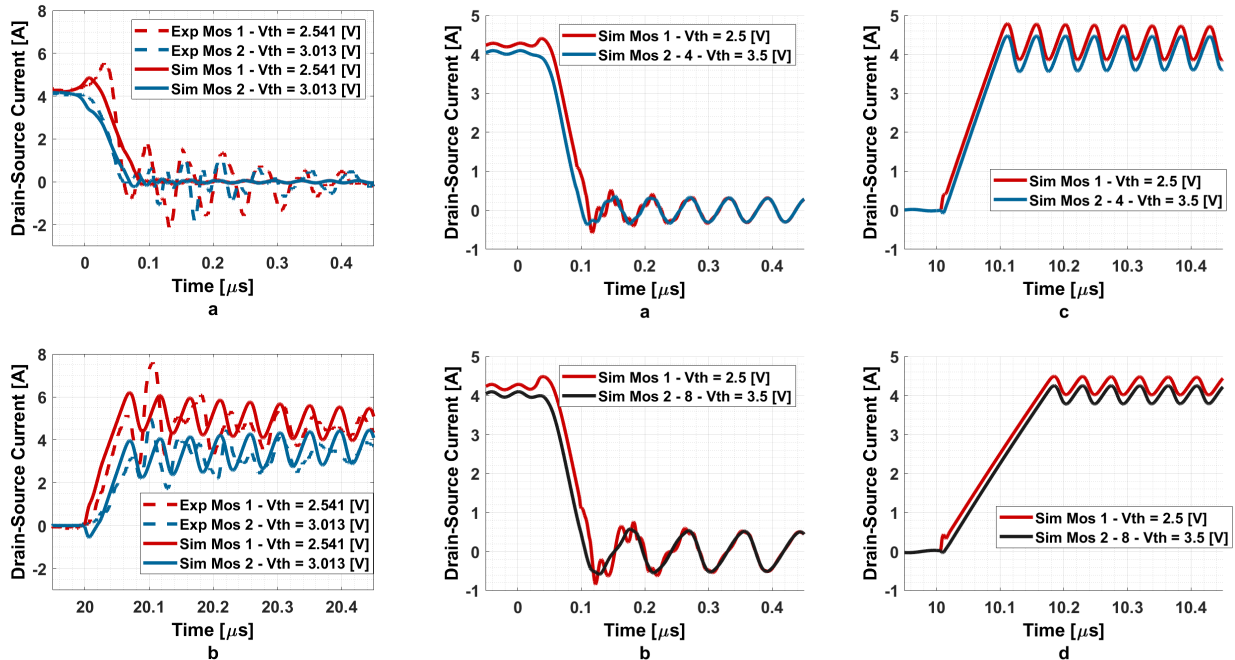 Drain-Source Current [A]
8
6
4
2
0
-2
Exp Mos 1 - Vth = 2.541 [V]
Exp Mos 2 - Vth = 3.013 [V]
Sim Mos 1 - Vth = 2.541 [V]
Sim Mos 2 - Vth = 3.013 [V]
0 0.1 0.2 0.3 0.4
Time [μs]
a
Drain-Source Current [A]
5
4
3
2
1
0
-1
Sim Mos 1 - Vth = 2.5 [V]
Sim Mos 2 - 4 - Vth = 3.5 [V]
0 0.1 0.2 0.3 0.4
Time [μs]
a
Drain-Source Current [A]
5
4
3
2
1
0
-1
Sim Mos 1 - Vth = 2.5 [V]
Sim Mos 2 - 4 - Vth = 3.5 [V]
10 10.1 10.2 10.3 10.4
Time [μs]
c
Drain-Source Current [A]
8
6
4
2
0
-2
Exp Mos 1 - Vth = 2.541 [V]
Exp Mos 2 - Vth = 3.013 [V]
Sim Mos 1 - Vth = 2.541 [V]
Sim Mos 2 - Vth = 3.013 [V]
20 20.1 20.2 20.3 20.4
Time [μs]
b
Drain-Source Current [A]
5
4
3
2
1
0
-1
Sim Mos 1 - Vth = 2.5 [V]
Sim Mos 2 - 8 - Vth = 3.5 [V]
0 0.1 0.2 0.3 0.4
Time [μs]
b
Drain-Source Current [A]
5
4
3
2
1
0
-1
Sim Mos 1 - Vth = 2.5 [V]
Sim Mos 2 - 8 - Vth = 3.5 [V]
10 10.1 10.2 10.3 10.4
Time [μs]
d